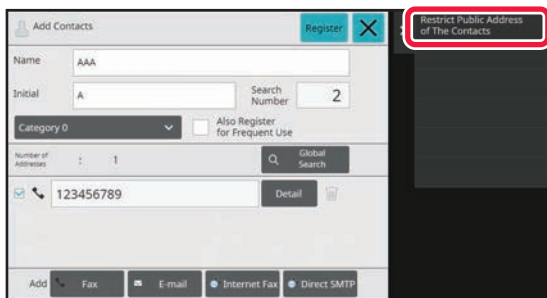 Add Contacts
Register
Restrict Public Address
of The Contacts
Name
AAA
Initial
A
Search
Number
2
Category 0
Also Register
for Frequent Use
Number of
Addresses
:
1
Global
Search
123456789
Detail
Add
Fax
E-mail
Internet Fax
Direct SMTP